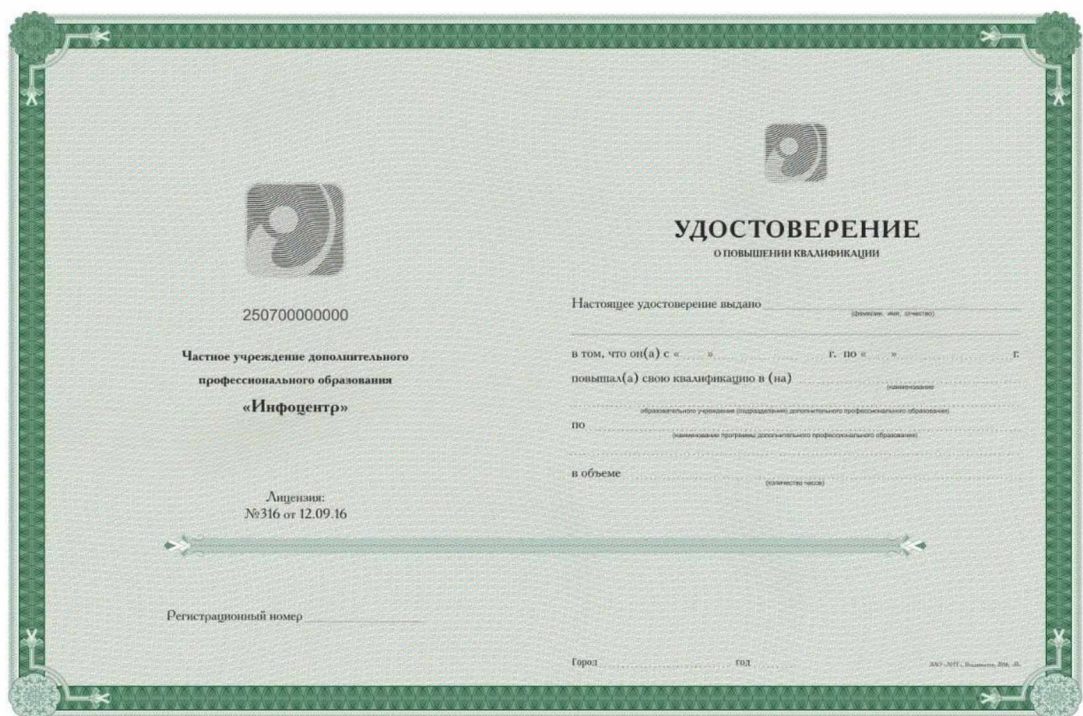 250700000000
Частное учреждение дополнительного
профессионального образования
«Инфоцентр»
Лицензия:
№316 от 12.09.16
Регистрационный номер
УДОСТОВЕРЕНИЕ
О ПОВЫШЕНИИ КВАЛИФИКАЦИИ
Настоящее удостоверение выдано
(фамилия, имя, отчество)
в том, что он(а) с « » г. по « » г.
повышал(а) свою квалификацию в (на)
(наименование
образовательного учреждения (подразделения) дополнительного профессионального образования)
по
(наименование программы дополнительного профессионального образования)
в объеме
(количество часов)
Город год